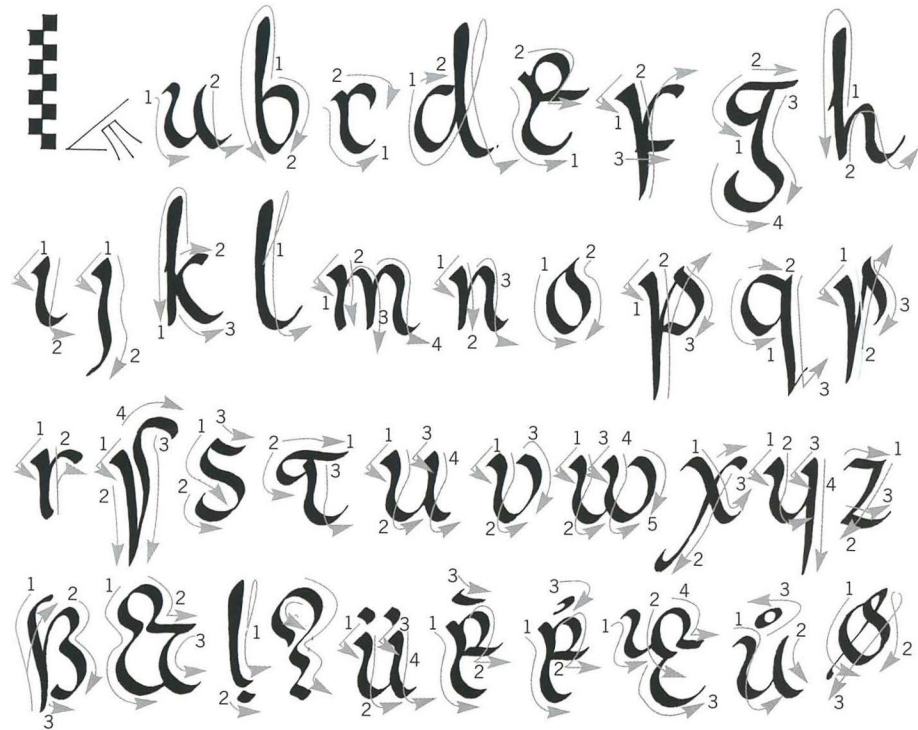 a b c d e f g h
i j k l m n o p q r
r s s t u v w x y z
ß & ! ? ü è é æ å ø